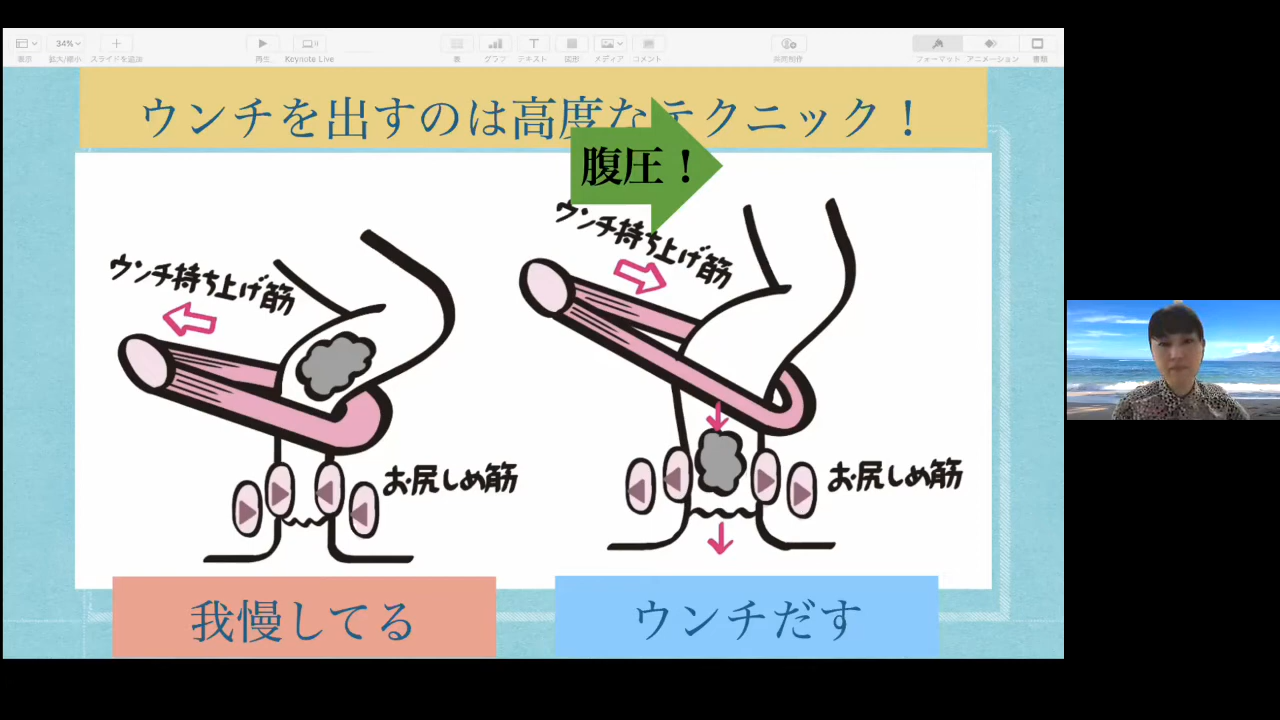 表示
34%
拡大/縮小
スライドを追加
再生
Keynote Live
表
グラフ
テキスト
図形
メディア
コメント
共同制作
フォーマット
アニメーション
書類
ウンチを出すのは高度なテクニック！
腹圧！
ウンチ持ち上げ筋
ウンチ持ち上げ筋
お尻しめ筋
お尻しめ筋
我慢してる
ウンチだす